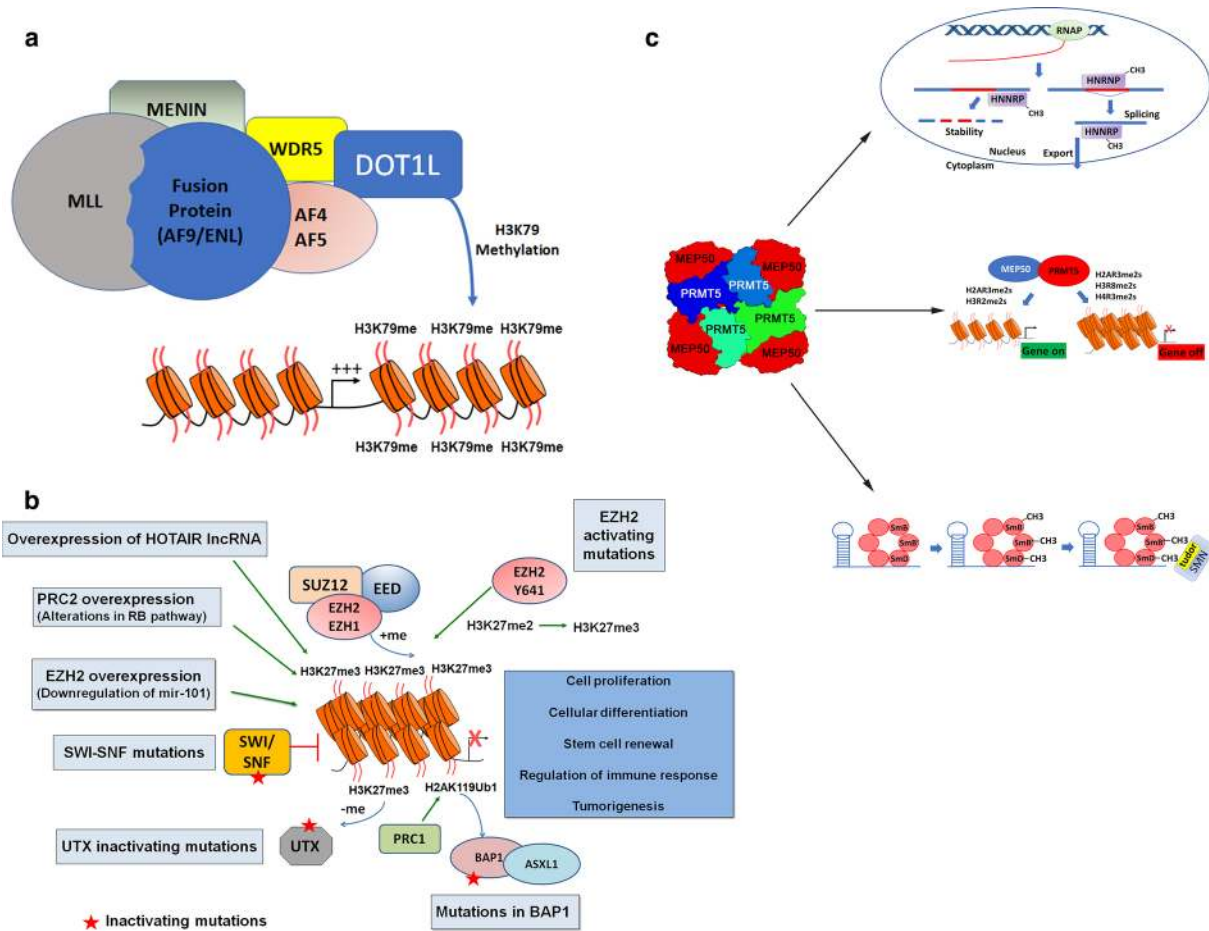 a
MENIN
WDR5
DOT1L
MLL
Fusion
Protein
(AF9/ENL)
AF4
AF5
H3K79
Methylation
H3K79me H3K79me H3K79me
+++
H3K79me H3K79me H3K79me
b
Overexpression of HOTAIR lncRNA
PRC2 overexpression
(Alterations in RB pathway)
EZH2 overexpression
(Downregulation of mir-101)
SWI-SNF mutations
SWI/
SNF
UTX inactivating mutations
UTX
SUZ12
EED
EZH2
EZH1
+me
EZH2
activating
mutations
EZH2
Y641
H3K27me2
H3K27me3
H3K27me3 H3K27me3 H3K27me3
X
H3K27me3
-me
H2AK119Ub1
PRC1
BAP1
ASXL1
Mutations in BAP1
Cell proliferation
Cellular differentiation
Stem cell renewal
Regulation of immune response
Tumorigenesis
Inactivating mutations
c
RNAP
HNNRP
CH3
Stability
HNRNP
CH3
Splicing
HNNRP
CH3
Nucleus
Export
Cytoplasm
MEP50
MEP50
PRMT5
PRMT5
PRMT5
PRMT5
MEP50
MEP50
MEP50
PRMT5
H2AR3me2s
H3R2me2s
H2AR3me2s
H3R8me2s
H4R3me2s
Gene on
X
Gene off
SmB
SmB'
SmD
SmB
CH3
SmB'
CH3
SmD
CH3
SmB
CH3
SmB'
CH3
SmD
CH3
tudor
SMN